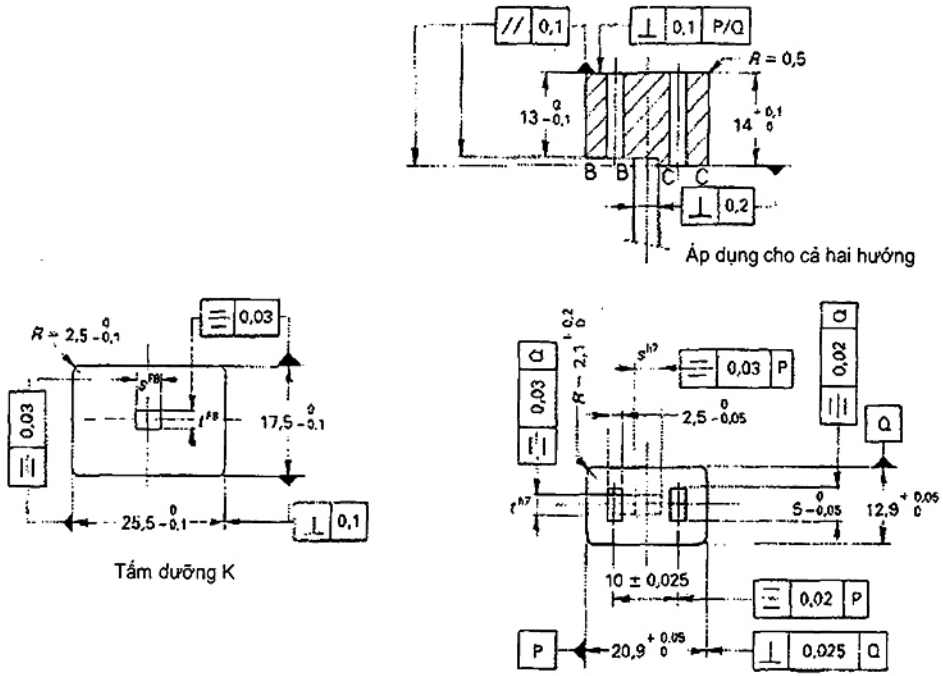 // 0,1
⊥ 0,1 P/Q
R = 0,5
13 0 -0,1
14 +0,1 0
B B C C
⊥ 0,2
Áp dụng cho cả hai hướng
⌯ 0,03
R = 2,5 0 -0,1
s F8
t F8
⌯ 0,03
17,5 0 -0,1
25,5 0 -0,1
⊥ 0,1
Tấm dưỡng K
⌯ 0,03 Q
R = 2,1 +0,2 0
s h7
⌯ 0,03 P
2,5 0 -0,05
⌯ 0,02 Q
Q
t h7
5 0 -0,05
12,9 +0,05 0
10 ± 0,025
⌯ 0,02 P
P
20,9 +0,05 0
⊥ 0,025 Q